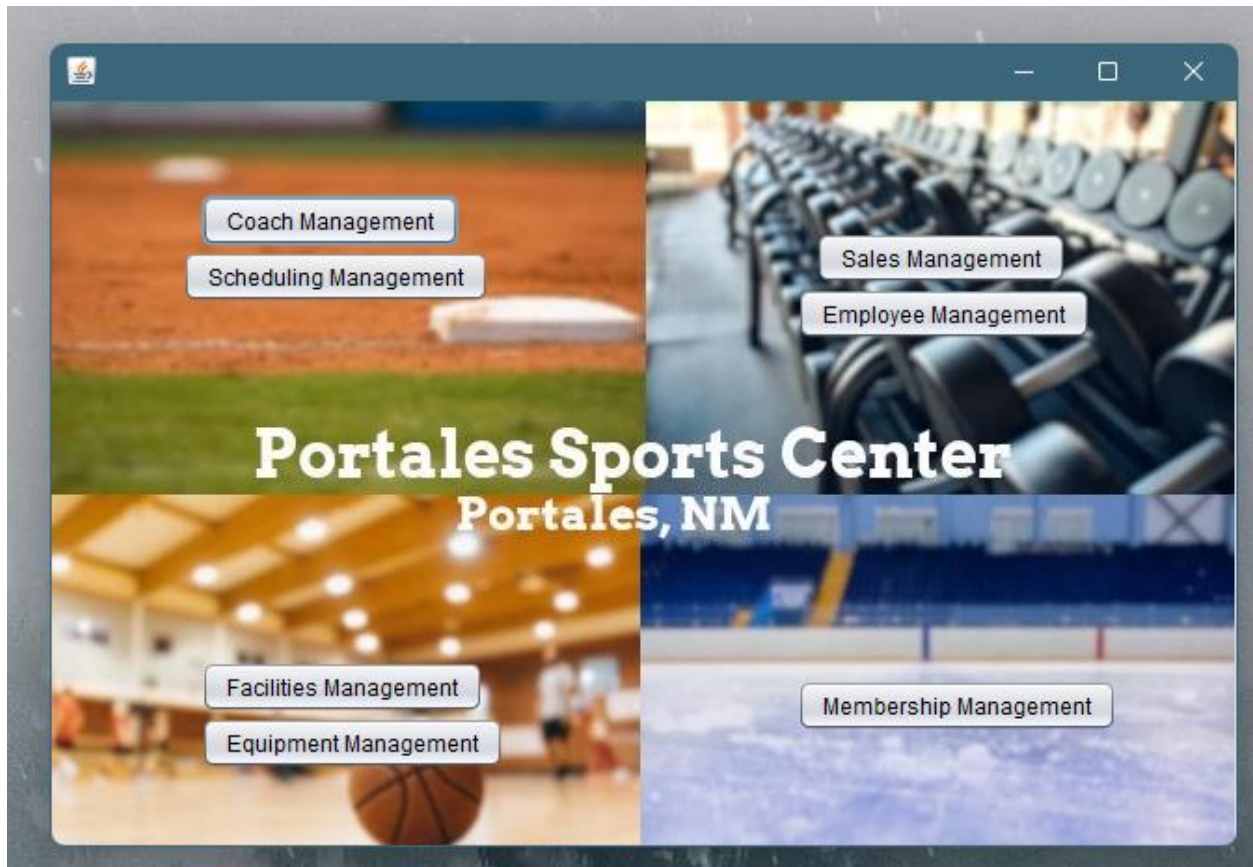 Coach Management
Scheduling Management
Sales Management
Employee Management
Portales Sports Center
Portales, NM
Facilities Management
Equipment Management
Membership Management